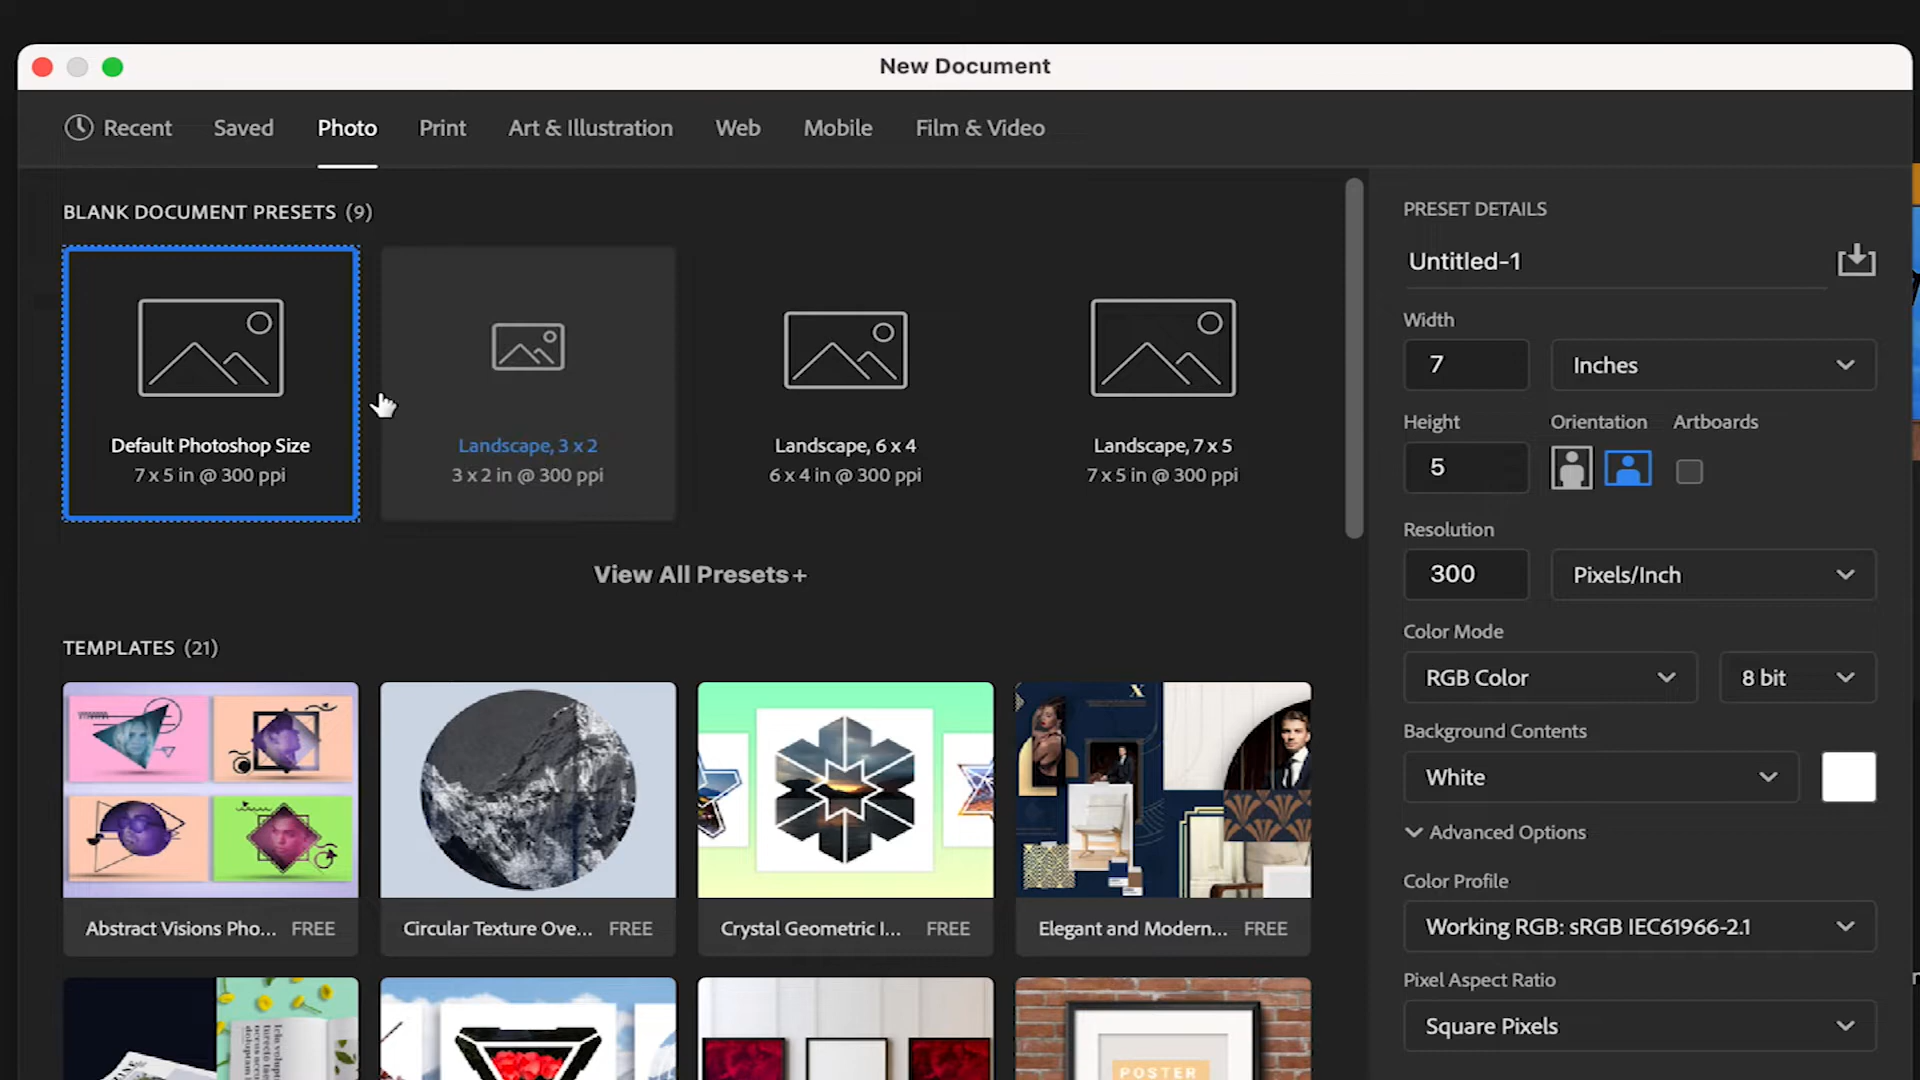 New Document
Recent
Saved
Photo
Print
Art & Illustration
Web
Mobile
Film & Video
BLANK DOCUMENT PRESETS (9)
Default Photoshop Size
7 x 5 in @ 300 ppi
Landscape, 3 x 2
3 x 2 in @ 300 ppi
Landscape, 6 x 4
6 x 4 in @ 300 ppi
Landscape, 7 x 5
7 x 5 in @ 300 ppi
View All Presets+
TEMPLATES (21)
Abstract Visions Pho... FREE
Circular Texture Ove... FREE
Crystal Geometric I... FREE
Elegant and Modern... FREE
POSTER
PRESET DETAILS
Untitled-1
Width
7
Inches
Height
Orientation
Artboards
5
Resolution
300
Pixels/Inch
Color Mode
RGB Color
8 bit
Background Contents
White
Advanced Options
Color Profile
Working RGB: sRGB IEC61966-2.1
Pixel Aspect Ratio
Square Pixels